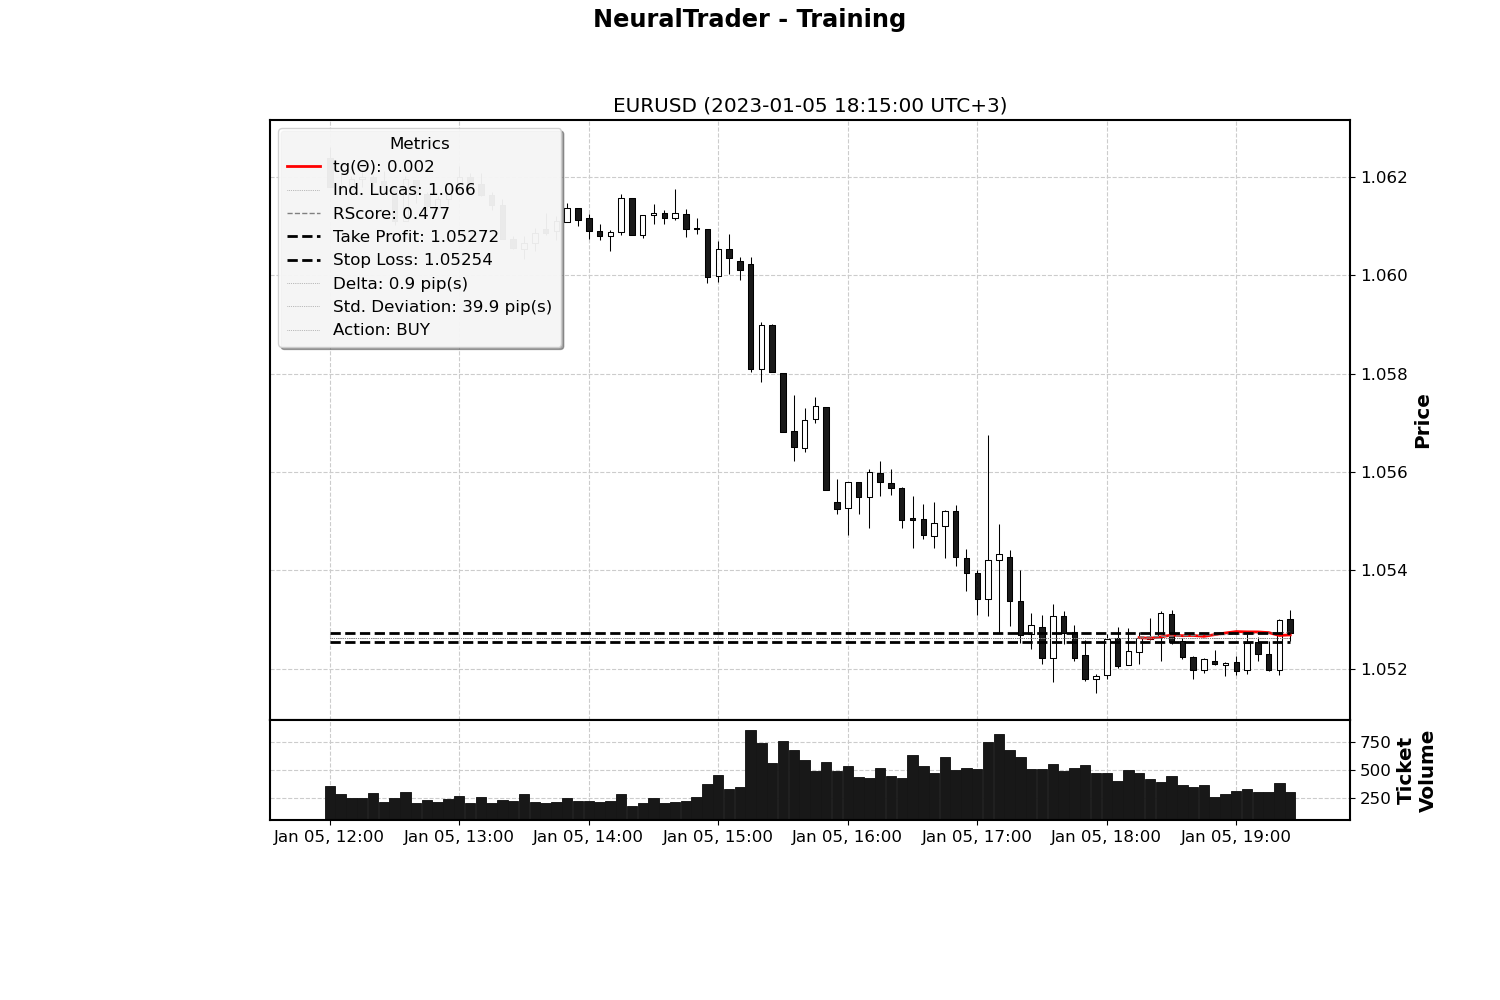 NeuralTrader - Training
EURUSD (2023-01-05 18:15:00 UTC+3)
Metrics
tg(Θ): 0.002
Ind. Lucas: 1.066
RScore: 0.477
Take Profit: 1.05272
Stop Loss: 1.05254
Delta: 0.9 pip(s)
Std. Deviation: 39.9 pip(s)
Action: BUY
1.062
1.060
1.058
1.056
1.054
1.052
Price
750
500
250
Ticket
Volume
Jan 05, 12:00 Jan 05, 13:00 Jan 05, 14:00 Jan 05, 15:00 Jan 05, 16:00 Jan 05, 17:00 Jan 05, 18:00 Jan 05, 19:00